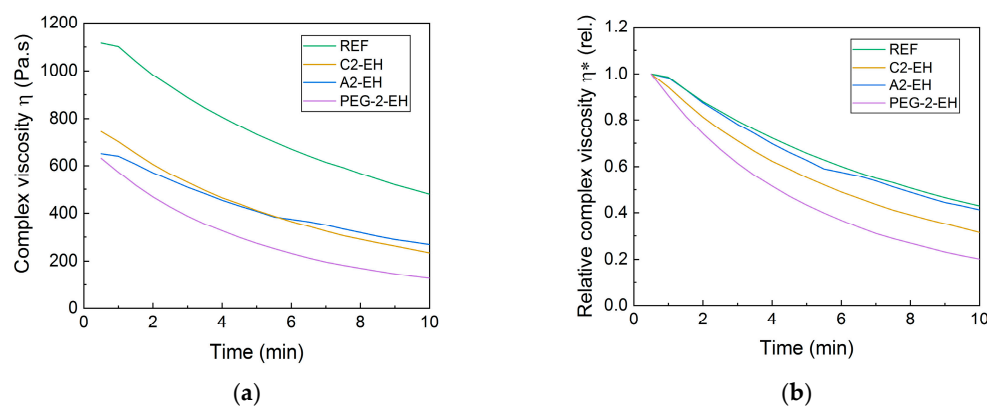 Complex viscosity η (Pa.s)
1200
1000
800
600
400
200
0
0 2 4 6 8 10
Time (min)
REF
C2-EH
A2-EH
PEG-2-EH
(a)
Relative complex viscosity η* (rel.)
1.2
1.0
0.8
0.6
0.4
0.2
0.0
0 2 4 6 8 10
Time (min)
REF
C2-EH
A2-EH
PEG-2-EH
(b)